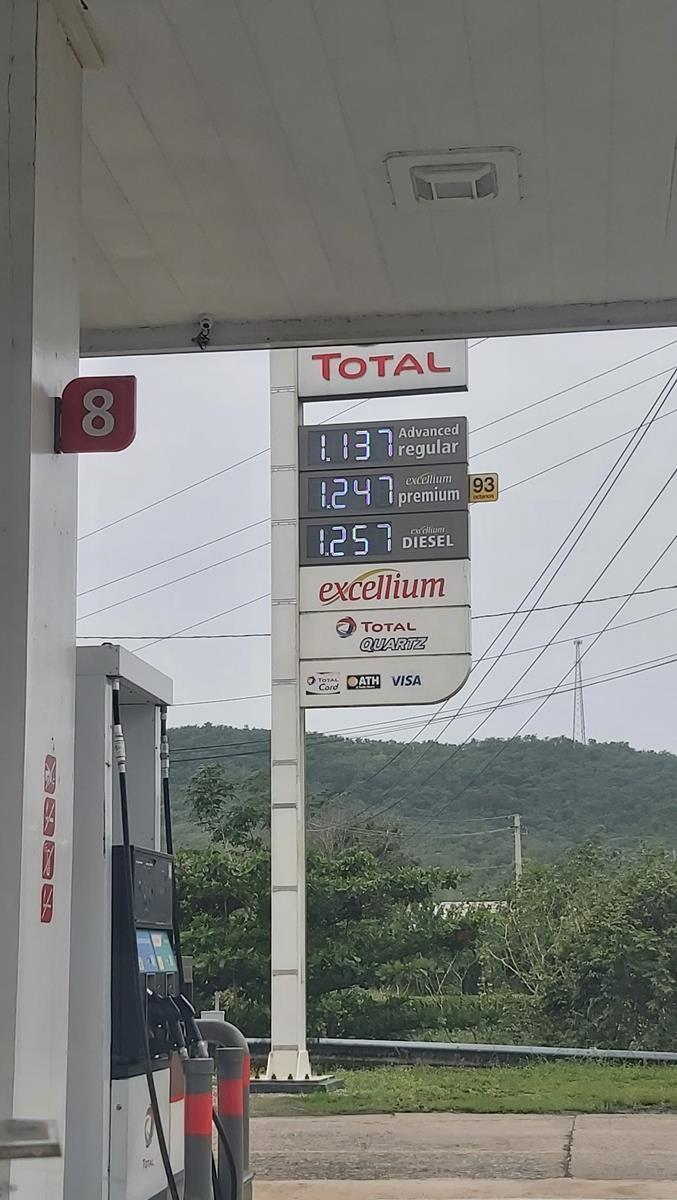 TOTAL
8
1.137 Advanced regular
1.247 excellium premium
93 octanos
1.257 excellium DIESEL
excellium
TOTAL
QUARTZ
TOTAL Card ATH VISA
TOTAL